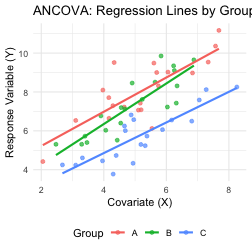 ANCOVA: Regression Lines by Group
Response Variable (Y)
10
8
6
4
2
4
6
8
Covariate (X)
Group
A
B
C